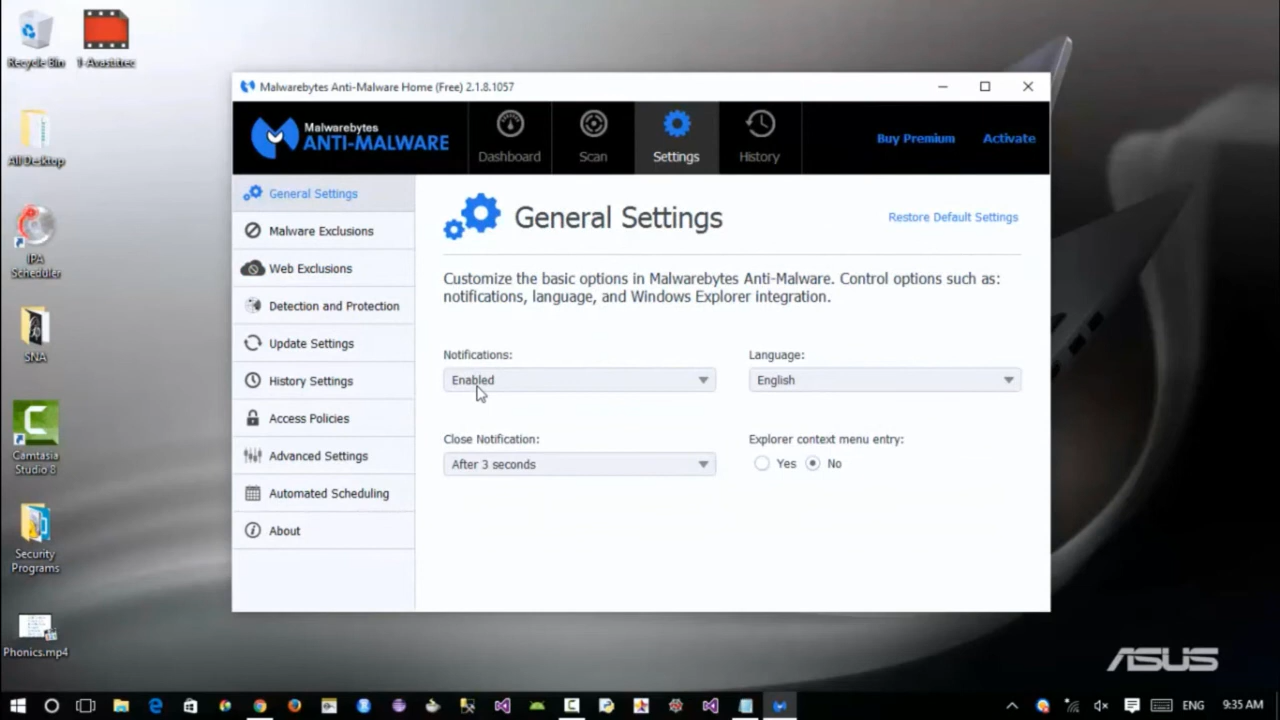 Recycle Bin
1-Avastitrec
All Desktop
IPA
Scheduler
SNA
Camtasia
Studio 8
Security
Programs
Phonics.mp4
Malwarebytes Anti-Malware Home (Free) 2.1.8.1057
Malwarebytes
ANTI-MALWARE
Dashboard
Scan
Settings
History
Buy Premium
Activate
General Settings
Malware Exclusions
Web Exclusions
Detection and Protection
Update Settings
History Settings
Access Policies
Advanced Settings
Automated Scheduling
About
General Settings
Restore Default Settings
Customize the basic options in Malwarebytes Anti-Malware. Control options such as:
notifications, language, and Windows Explorer integration.
Notifications:
Enabled
Language:
English
Close Notification:
After 3 seconds
Explorer context menu entry:
Yes No
ASUS
ENG
9:35 AM